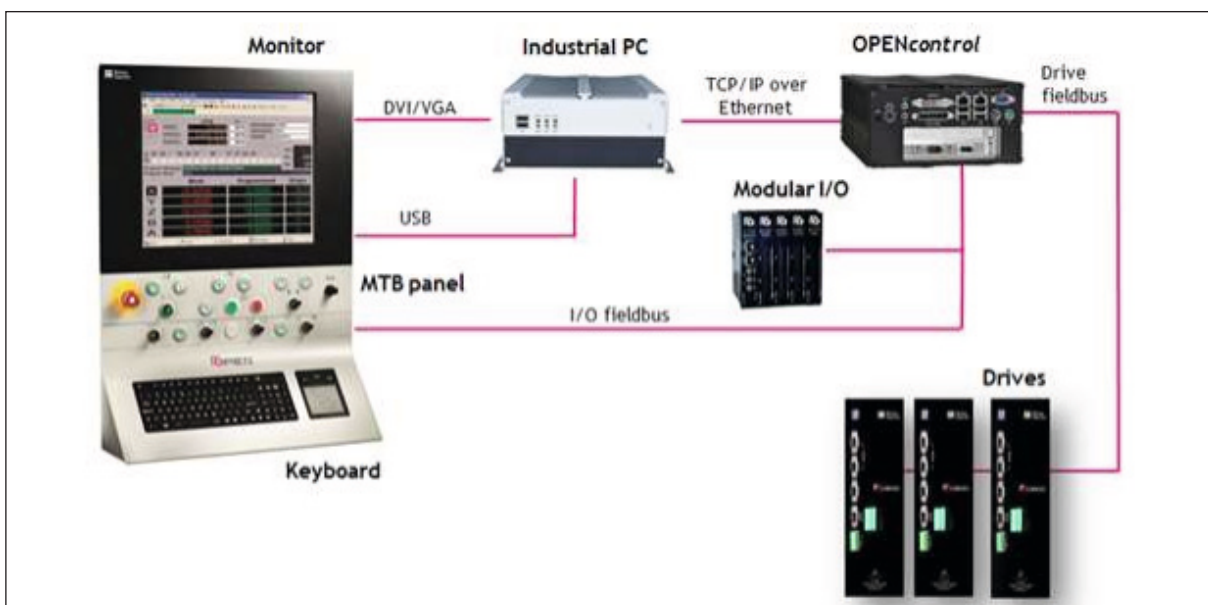 Monitor
Industrial PC
OPENcontrol
DVI/VGA
TCP/IP over
Ethernet
Drive
fieldbus
Modular I/O
USB
MTB panel
I/O fieldbus
Drives
Keyboard